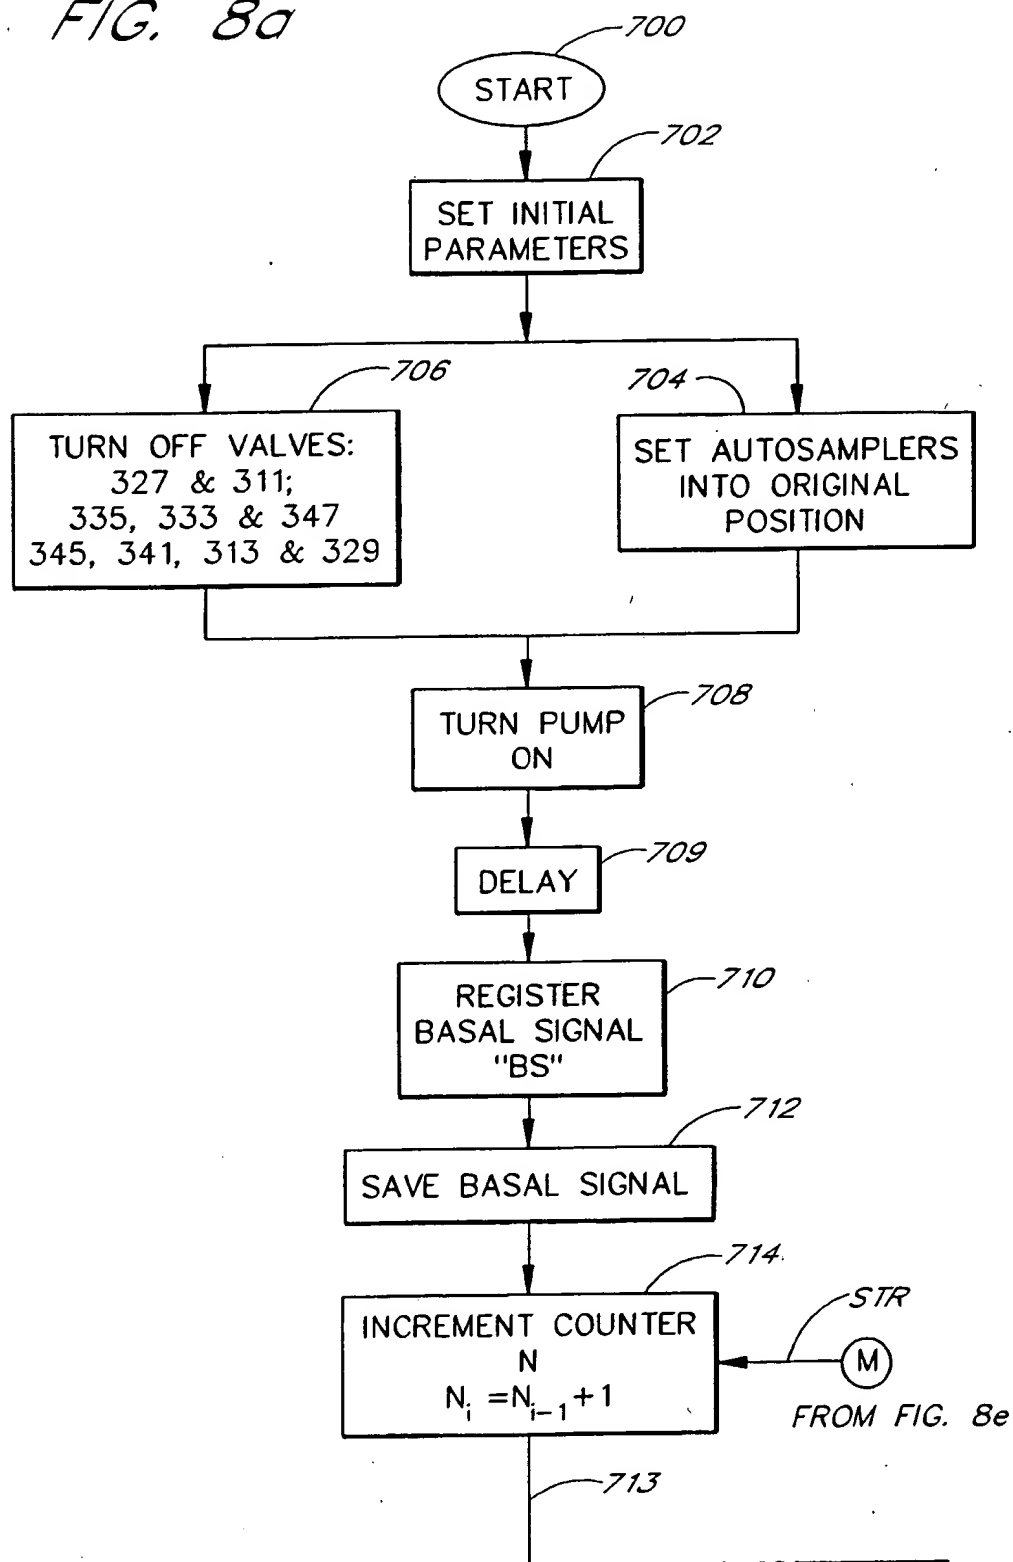 FIG. 8a
700
START
702
SET INITIAL
PARAMETERS
706
TURN OFF VALVES:
327 & 311;
335, 333 & 347
345, 341, 313 & 329
704
SET AUTOSAMPLERS
INTO ORIGINAL
POSITION
708
TURN PUMP
ON
709
DELAY
710
REGISTER
BASAL SIGNAL
"BS"
712
SAVE BASAL SIGNAL
714
INCREMENT COUNTER
N
N_i = N_{i-1} + 1
STR
M
FROM FIG. 8e
713